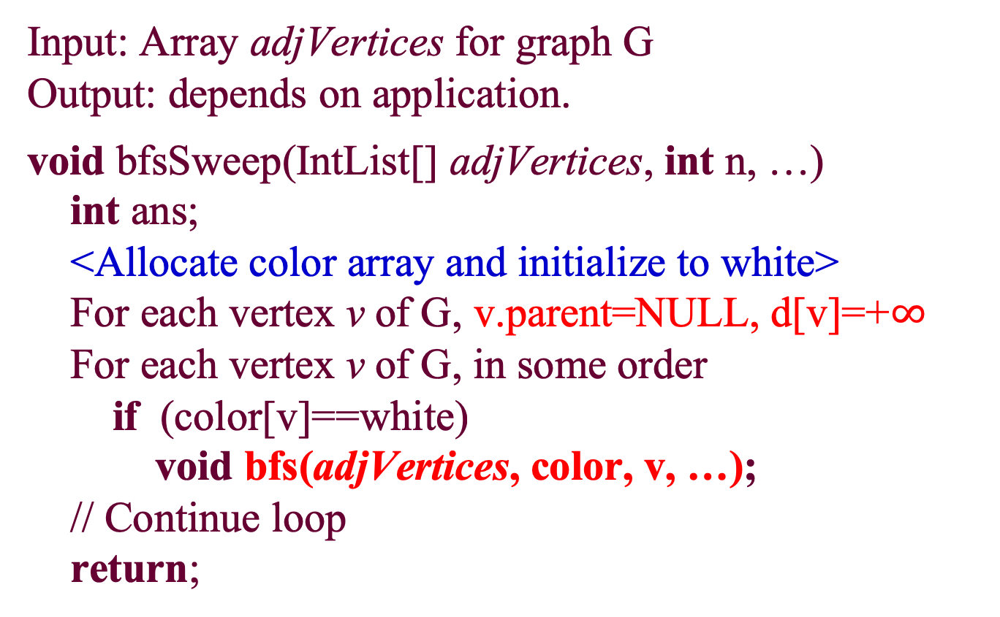 Input: Array adjVertices for graph G
Output: depends on application.
void bfsSweep(IntList[] adjVertices, int n, …)
int ans;
<Allocate color array and initialize to white>
For each vertex v of G, v.parent=NULL, d[v]=+∞
For each vertex v of G, in some order
if (color[v]==white)
void bfs(adjVertices, color, v, …);
// Continue loop
return;